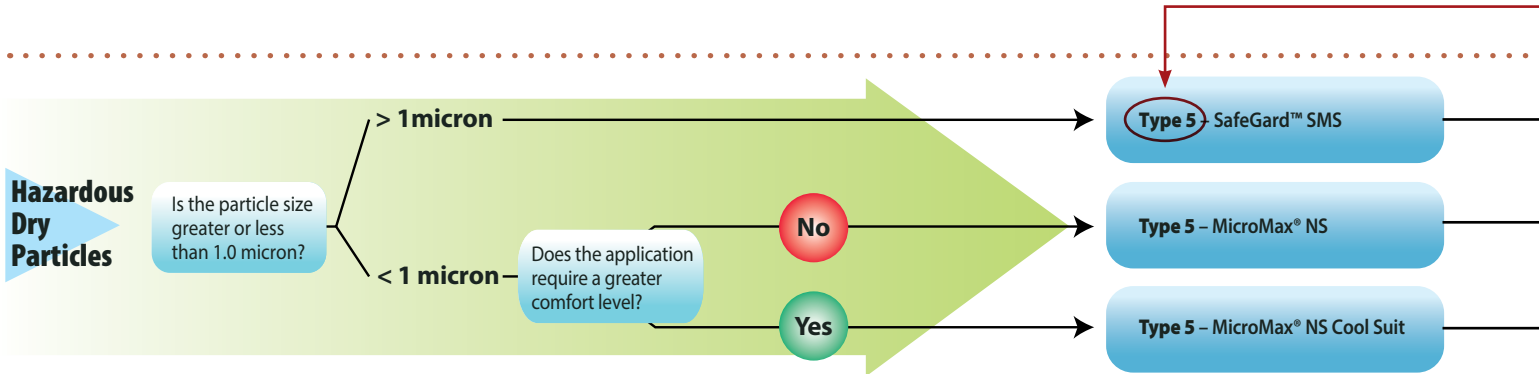 Hazardous
Dry
Particles
Is the particle size
greater or less
than 1.0 micron?
> 1micron
< 1 micron
Does the application
require a greater
comfort level?
No
Yes
Type 5 – SafeGard™ SMS
Type 5 – MicroMax® NS
Type 5 – MicroMax® NS Cool Suit